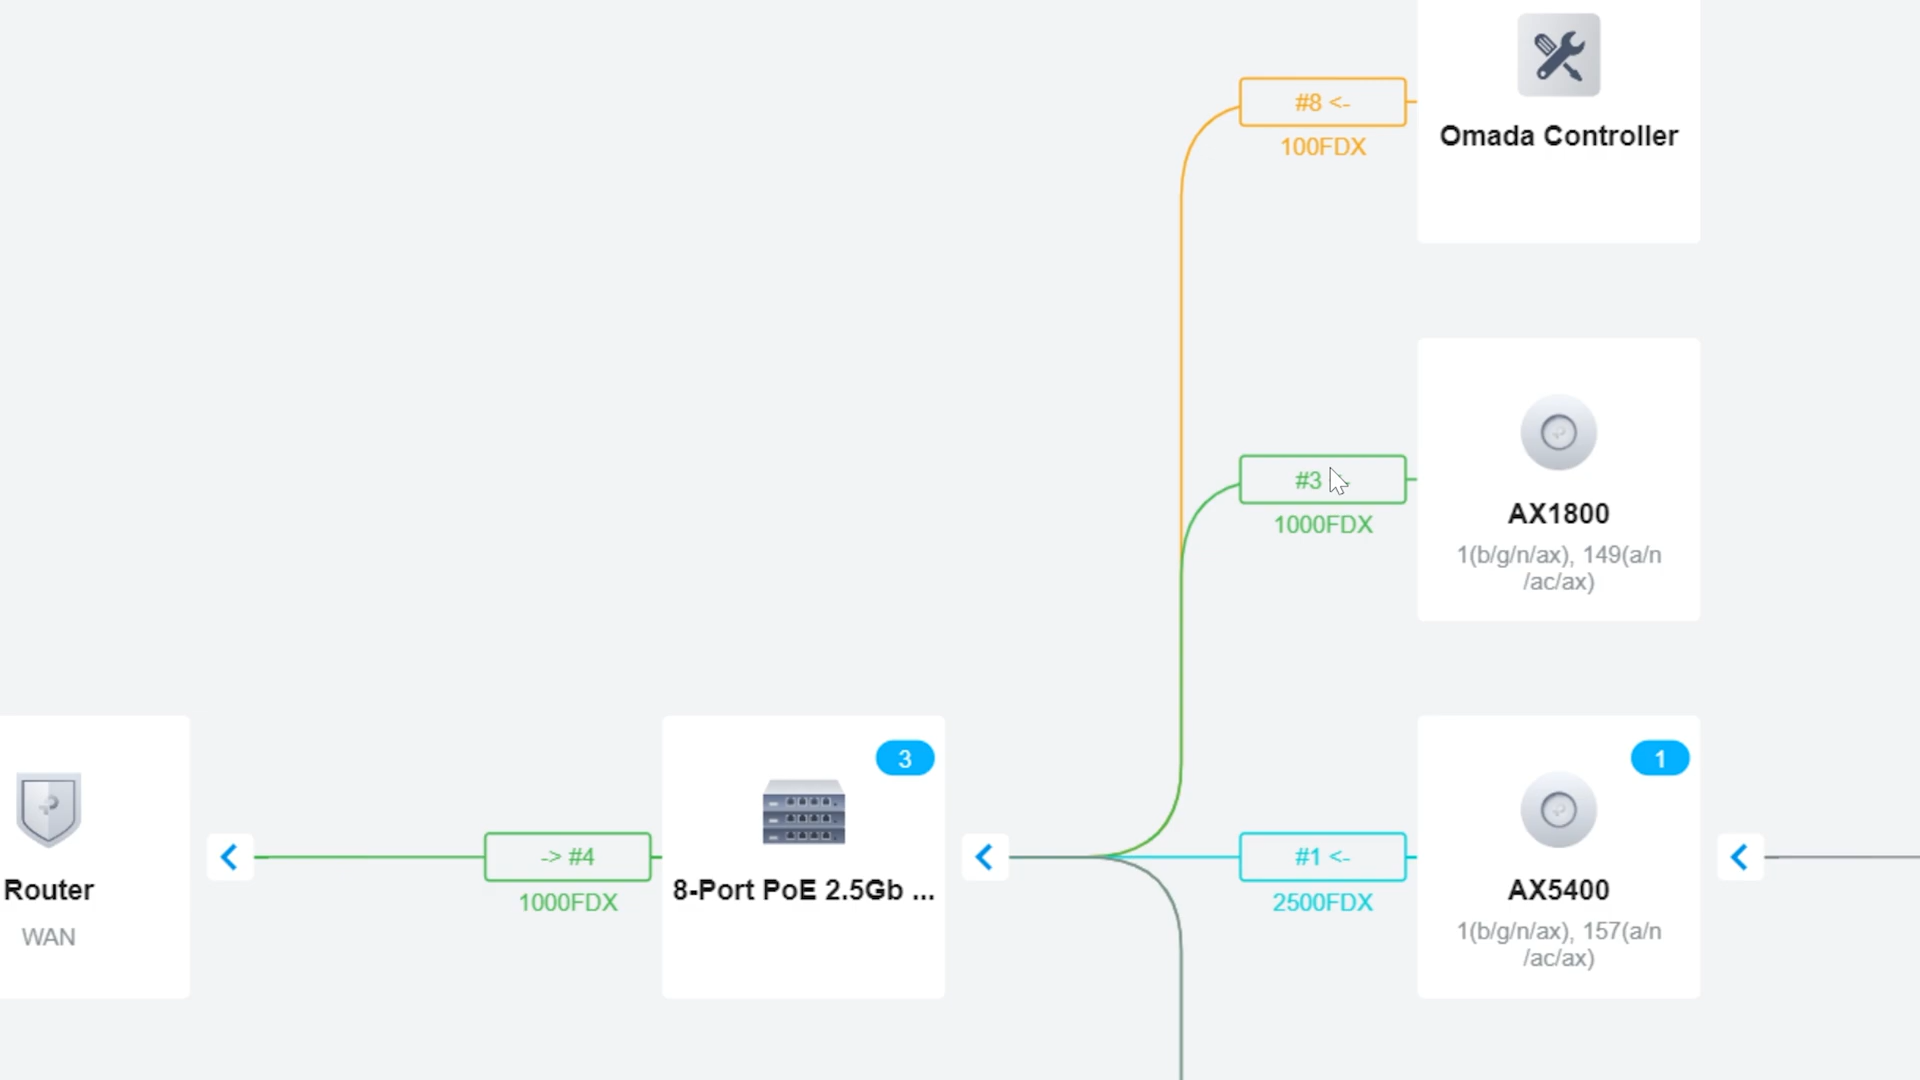 #8 <-
100FDX
Omada Controller
#3
1000FDX
AX1800
1(b/g/n/ax), 149(a/n
/ac/ax)
Router
WAN
-> #4
1000FDX
3
8-Port PoE 2.5Gb ...
#1 <-
2500FDX
1
AX5400
1(b/g/n/ax), 157(a/n
/ac/ax)